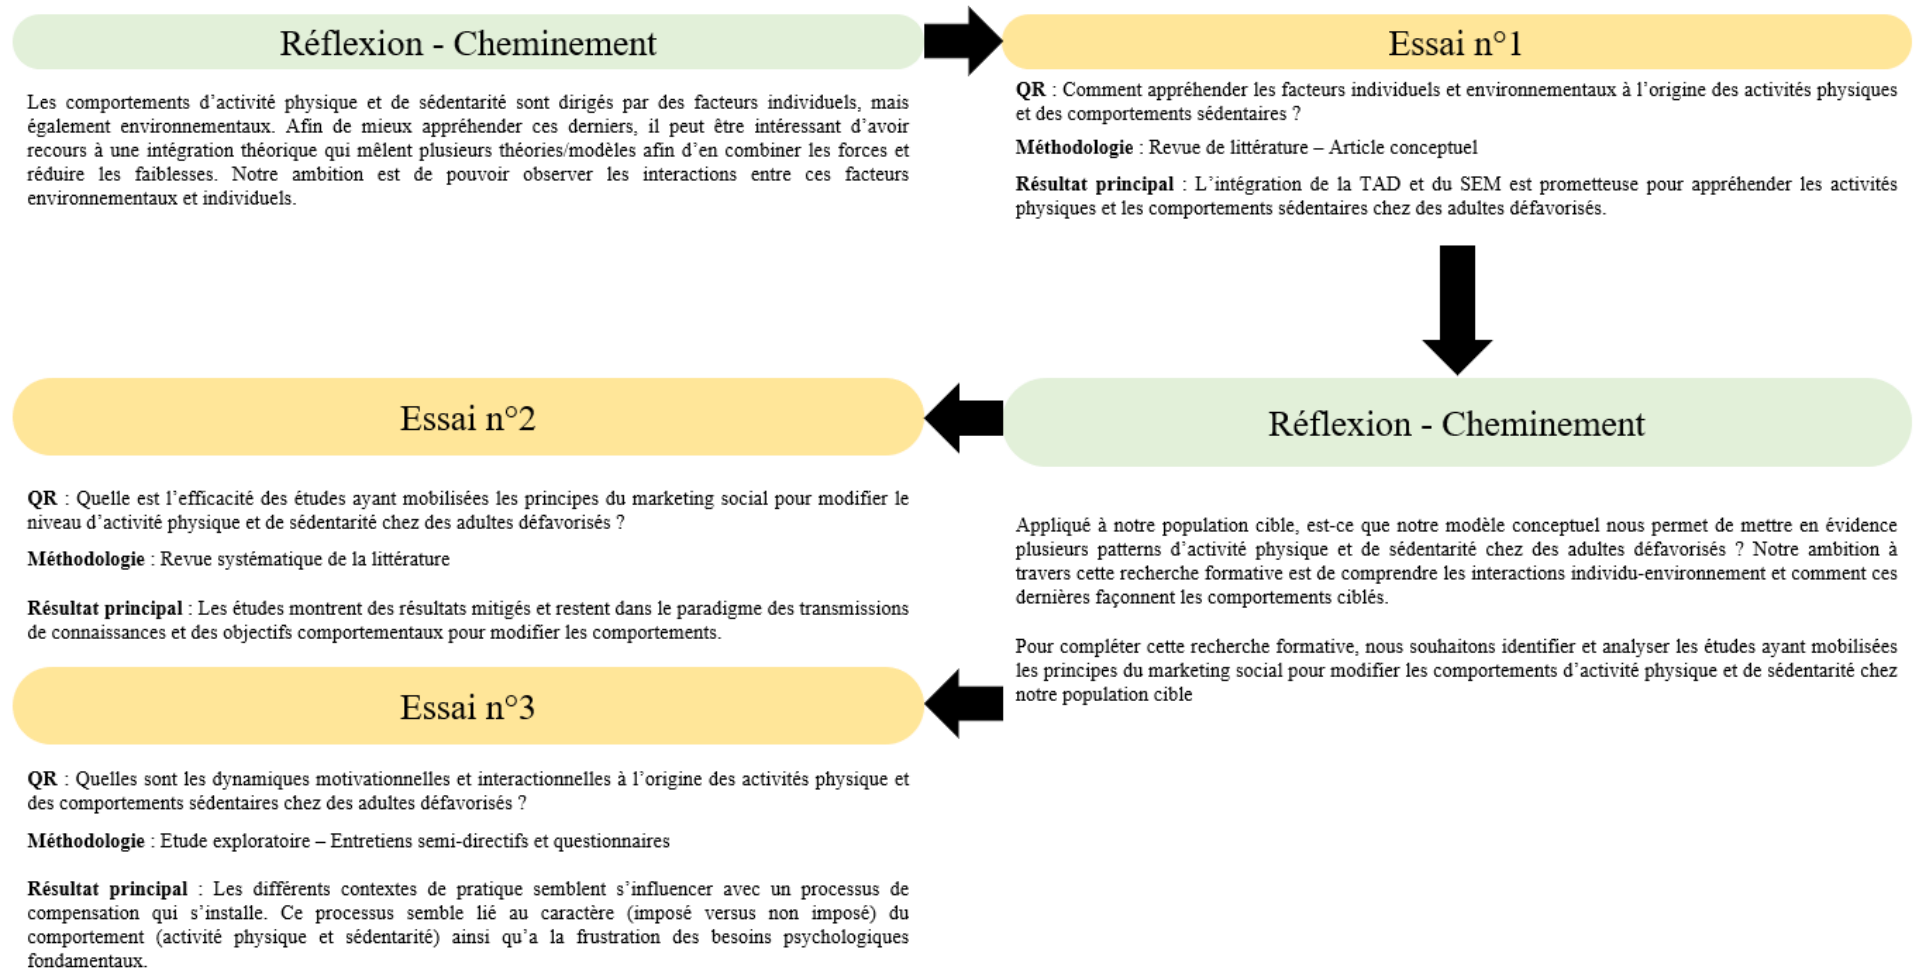 Réflexion - Cheminement
Les comportements d’activité physique et de sédentarité sont dirigés par des facteurs individuels, mais
également environnementaux. Afin de mieux appréhender ces derniers, il peut être intéressant d’avoir
recours à une intégration théorique qui mêlent plusieurs théories/modèles afin d’en combiner les forces et
réduire les faiblesses. Notre ambition est de pouvoir observer les interactions entre ces facteurs
environnementaux et individuels.
Essai n°1
QR : Comment appréhender les facteurs individuels et environnementaux à l’origine des activités physiques
et des comportements sédentaires ?
Méthodologie : Revue de littérature – Article conceptuel
Résultat principal : L’intégration de la TAD et du SEM est prometteuse pour appréhender les activités
physiques et les comportements sédentaires chez des adultes défavorisés.
Réflexion - Cheminement
Appliqué à notre population cible, est-ce que notre modèle conceptuel nous permet de mettre en évidence
plusieurs patterns d’activité physique et de sédentarité chez des adultes défavorisés ? Notre ambition à
travers cette recherche formative est de comprendre les interactions individu-environnement et comment ces
dernières façonnent les comportements ciblés.
Pour compléter cette recherche formative, nous souhaitons identifier et analyser les études ayant mobilisées
les principes du marketing social pour modifier les comportements d’activité physique et de sédentarité chez
notre population cible
Essai n°2
QR : Quelle est l’efficacité des études ayant mobilisées les principes du marketing social pour modifier le
niveau d’activité physique et de sédentarité chez des adultes défavorisés ?
Méthodologie : Revue systématique de la littérature
Résultat principal : Les études montrent des résultats mitigés et restent dans le paradigme des transmissions
de connaissances et des objectifs comportementaux pour modifier les comportements.
Essai n°3
QR : Quelles sont les dynamiques motivationnelles et interactionnelles à l’origine des activités physique et
des comportements sédentaires chez des adultes défavorisés ?
Méthodologie : Etude exploratoire – Entretiens semi-directifs et questionnaires
Résultat principal : Les différents contextes de pratique semblent s’influencer avec un processus de
compensation qui s’installe. Ce processus semble lié au caractère (imposé versus non imposé) du
comportement (activité physique et sédentarité) ainsi qu’a la frustration des besoins psychologiques
fondamentaux.